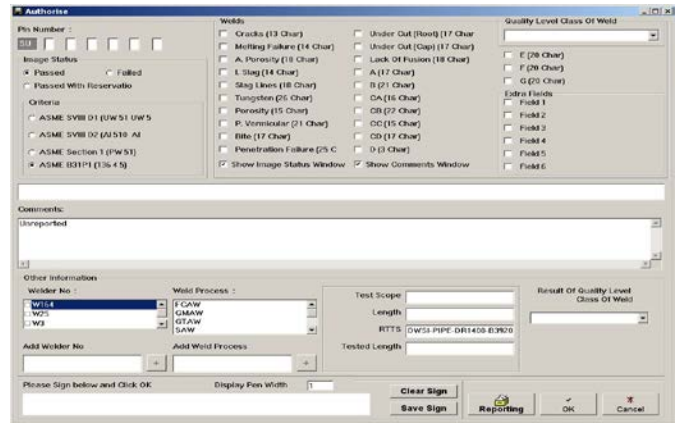 Authorise
Pin Number :
SU
Image Status
Passed
Failed
Passed With Reservatio
Criteria
ASME SVIII D1 (UW 51 UW 5
ASME SVIII D2 (AI 510 AI
ASME Section 1 (PW 51)
ASME B31P1 (136 4 5)
Welds
Cracks (13 Char)
Melting Failure (14 Char)
A. Porosity (18 Char)
I. Slag (14 Char)
Slag Lines (18 Char)
Tungsten (26 Char)
Porosity (15 Char)
P. Vermicular (21 Char)
Bite (17 Char)
Penetration Failure (25 C
Show Image Status Window
Under Cut (Root) (17 Char
Under Cut (Cap) (17 Char
Lack Of Fusion (18 Char)
A (17 Char)
B (21 Char)
CA (16 Char)
CB (22 Char)
CC (15 Char)
CD (17 Char)
D (3 Char)
Show Comments Window
Quality Level Class Of Weld
E (20 Char)
F (20 Char)
G (20 Char)
Extra Fields
Field 1
Field 2
Field 3
Field 4
Field 5
Field 6
Comments:
Unreported
Other Information
Welder No :
W164
W25
W3
Weld Process :
FCAW
GMAW
GTAW
SAW
Add Welder No
+
Add Weld Process
+
Test Scope
Length
RTTS
DWSI-PIPE-DR1400-B3920
Tested Length
Result Of Quality Level
Class Of Weld
Please Sign below and Click OK
Display Pen Width
1
Clear Sign
Save Sign
Reporting
OK
Cancel